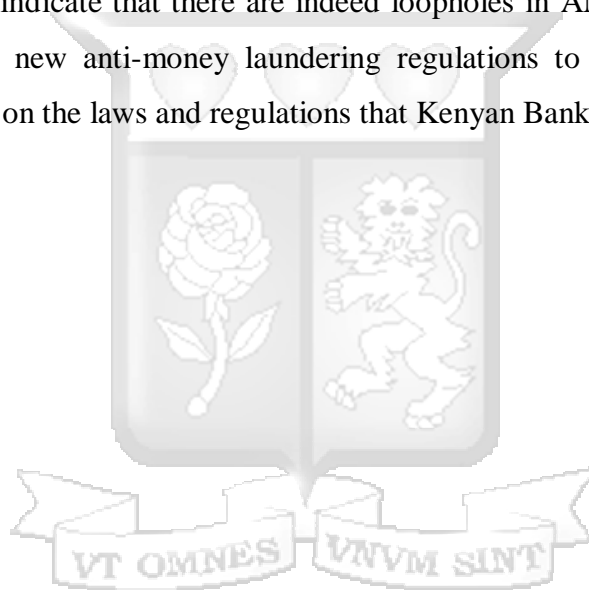 indicate that there are indeed loopholes in
new anti-money laundering regulations to
on the laws and regulations that Kenyan Bank
VT OMNES VNVM SINT